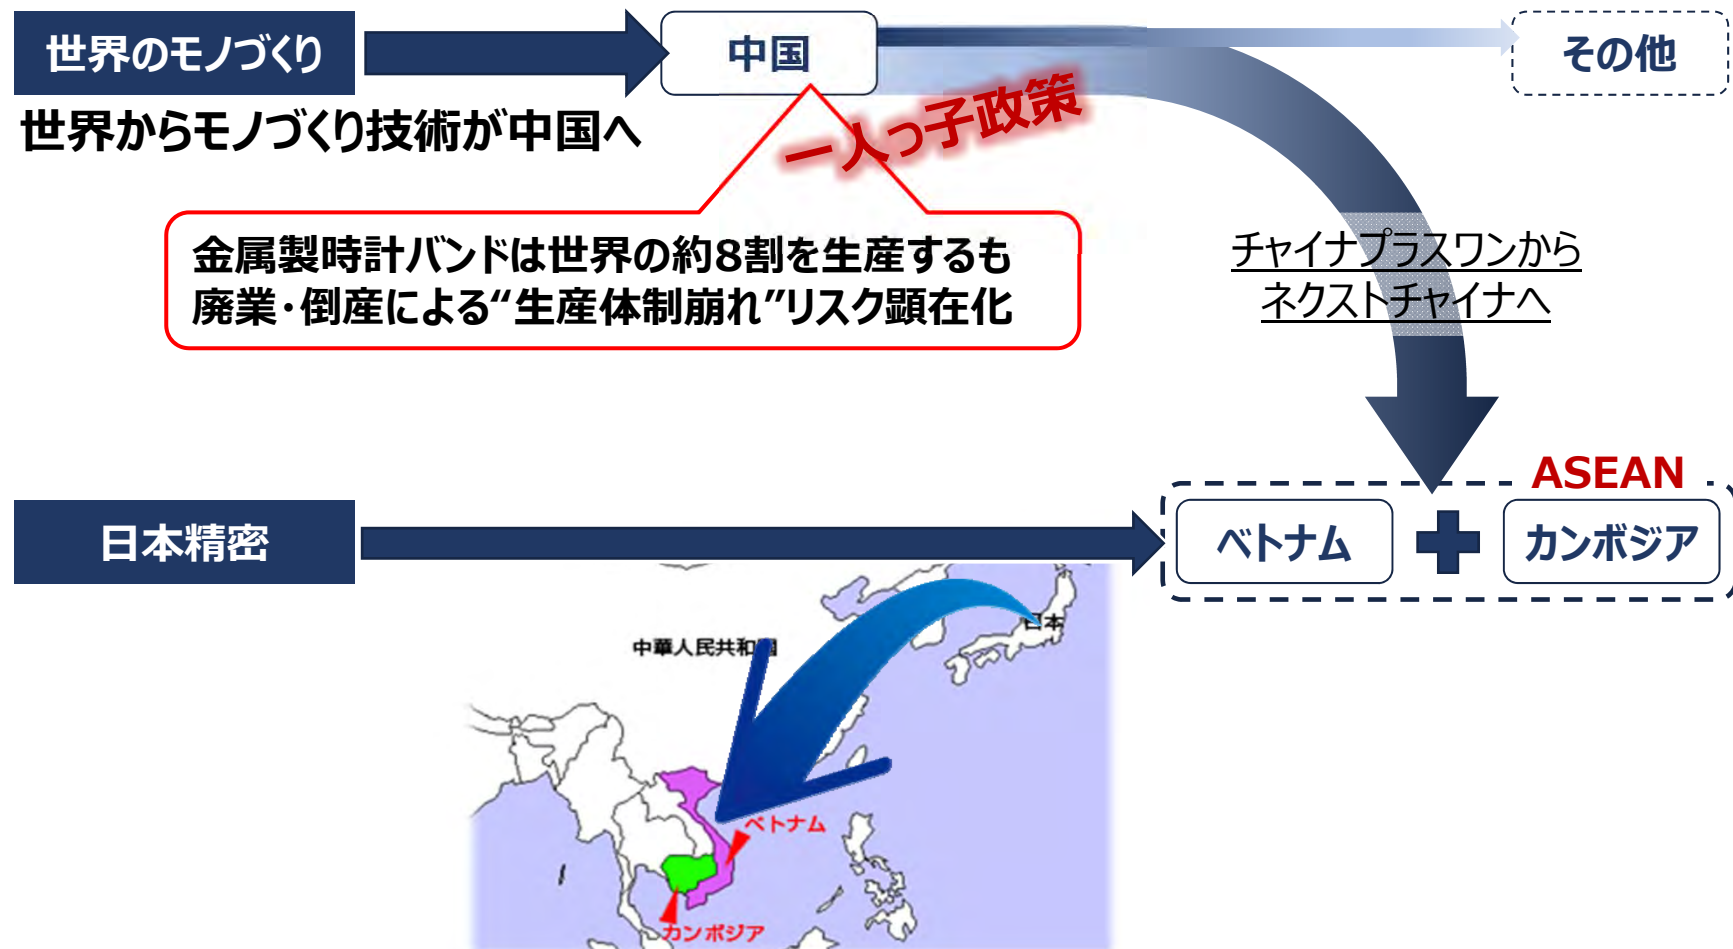 世界のモノづくり
中国
その他
世界からモノづくり技術が中国へ
一人っ子政策
金属製時計バンドは世界の約8割を生産するも
廃業・倒産による“生産体制崩れ”リスク顕在化
チャイナプラスワンから
ネクストチャイナへ
ASEAN
日本精密
ベトナム
カンボジア
日本
中華人民共和国
ベトナム
カンボジア